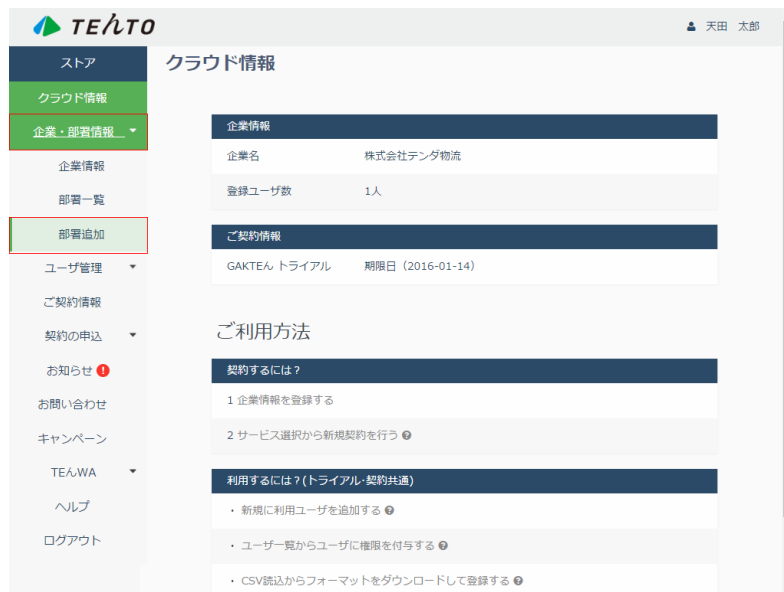 TEんTO
天田 太郎
ストア
クラウド情報
企業・部署情報
企業情報
部署一覧
部署追加
ユーザ管理
ご契約情報
契約の申込
お知らせ
お問い合わせ
キャンペーン
TEんWA
ヘルプ
ログアウト
クラウド情報
企業情報
企業名 株式会社テンダ物流
登録ユーザ数 1人
ご契約情報
GAKTEん トライアル 期限日（2016-01-14）
ご利用方法
契約するには？
1 企業情報を登録する
2 サービス選択から新規契約を行う
利用するには？(トライアル･契約共通)
・ 新規に利用ユーザを追加する
・ ユーザ一覧からユーザに権限を付与する
・ CSV読込からフォーマットをダウンロードして登録する